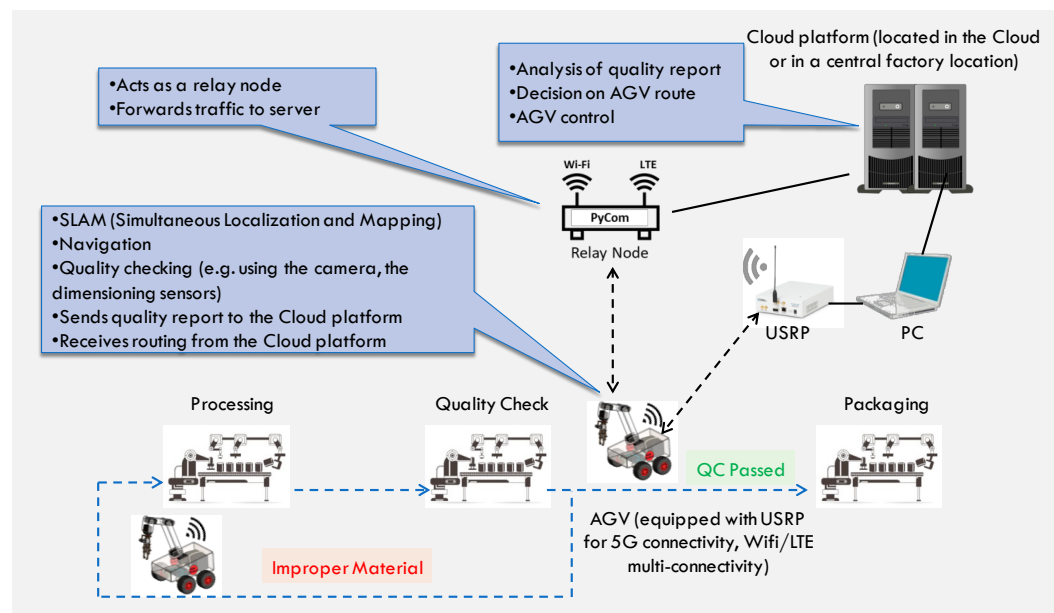 Cloud platform (located in the Cloud
or in a central factory location)
•Acts as a relay node
•Forwards traffic to server
•Analysis of quality report
•Decision on AGV route
•AGV control
Wi-Fi
LTE
PyCom
Relay Node
•SLAM (Simultaneous Localization and Mapping)
•Navigation
•Quality checking (e.g. using the camera, the
dimensioning sensors)
•Sends quality report to the Cloud platform
•Receives routing from the Cloud platform
USRP
PC
Processing
Quality Check
Packaging
QC Passed
AGV (equipped with USRP
for 5G connectivity, Wifi/LTE
multi-connectivity)
Improper Material